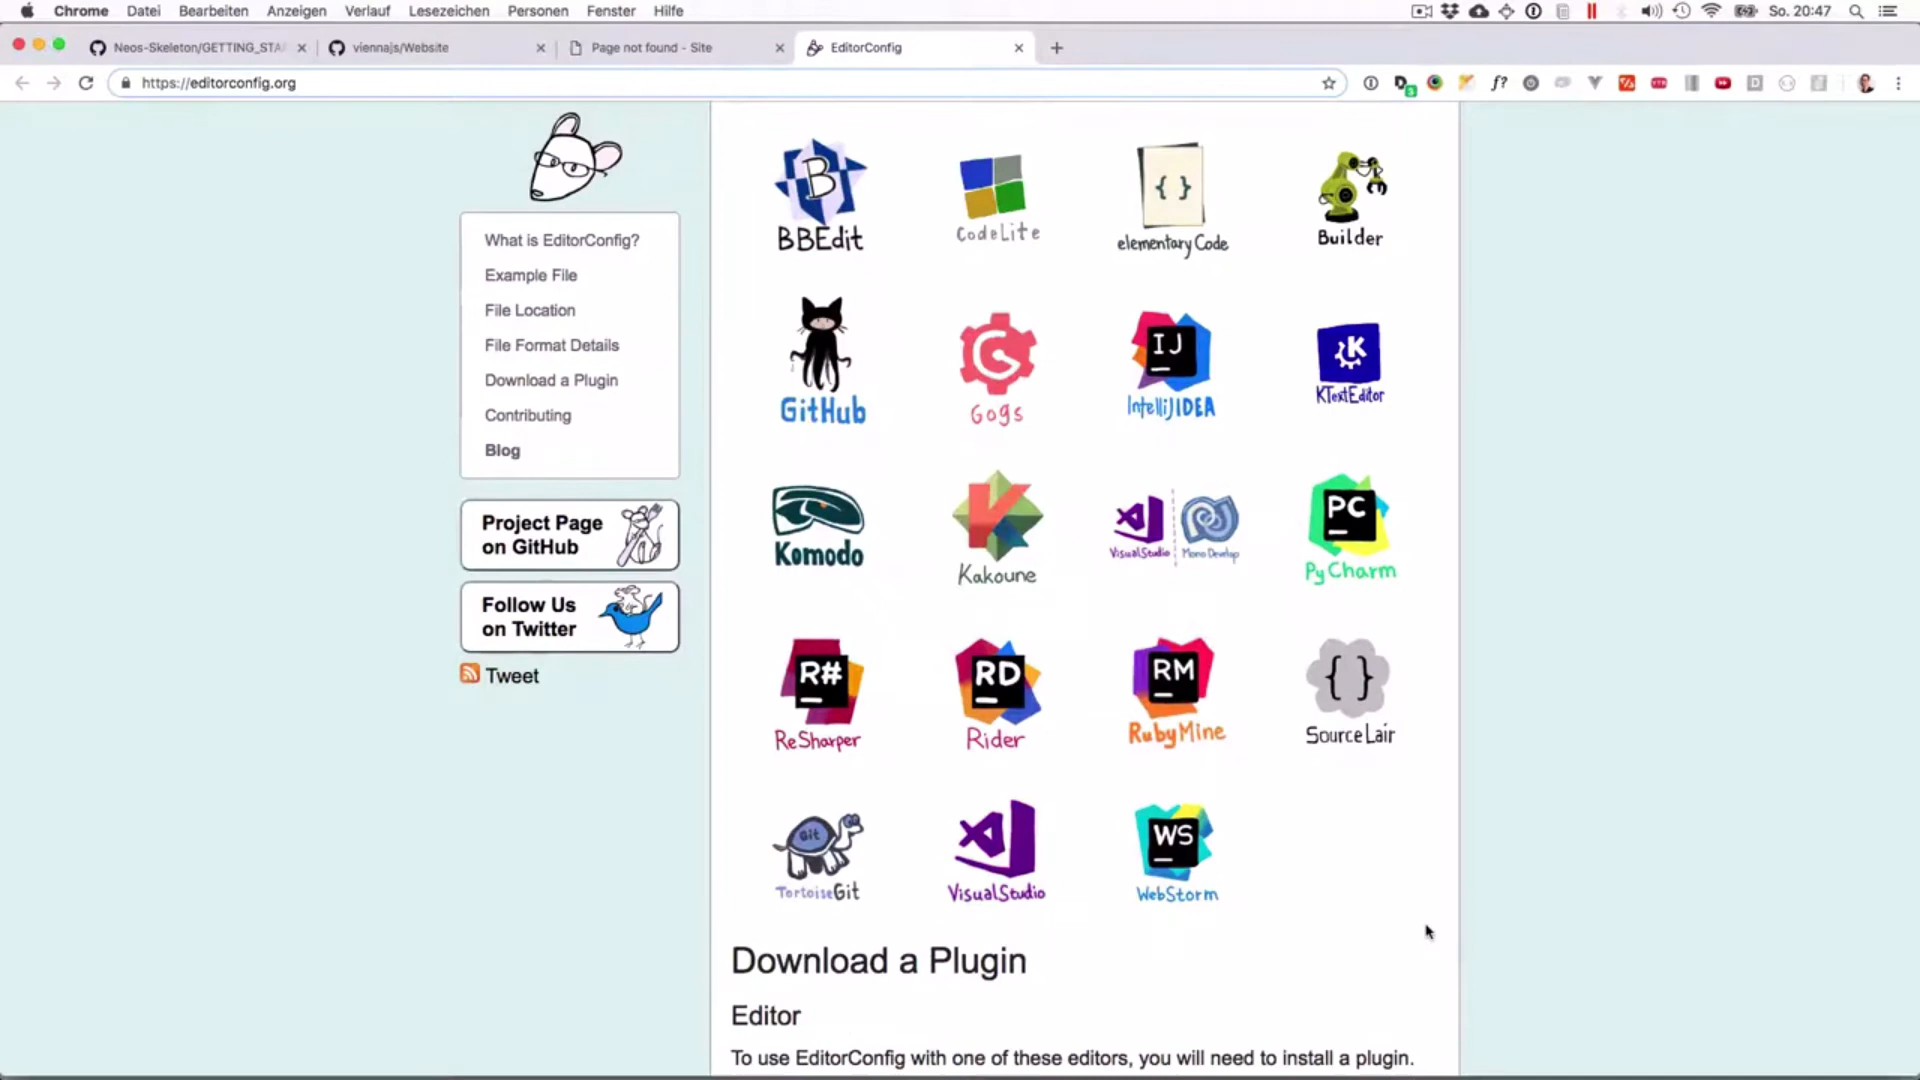 Chrome Datei Bearbeiten Anzeigen Verlauf Lesezeichen Personen Fenster Hilfe So. 20:47
Neos-Skeleton/GETTING_STA
viennajs/Website
Page not found - Site
EditorConfig
https://editorconfig.org
What is EditorConfig?
Example File
File Location
File Format Details
Download a Plugin
Contributing
Blog
Project Page
on GitHub
Follow Us
on Twitter
Tweet
B
BBEdit
CodeLite
{ }
elementary Code
Builder
GitHub
G
Gogs
IJ
IntelliJ IDEA
K
KTextEditor
Komodo
Kakoune
VisualStudio
MonoDevelop
PC
PyCharm
R#
ReSharper
RD
Rider
RM
RubyMine
{ }
SourceLair
Git
TortoiseGit
VisualStudio
WS
WebStorm
Download a Plugin
Editor
To use EditorConfig with one of these editors, you will need to install a plugin.